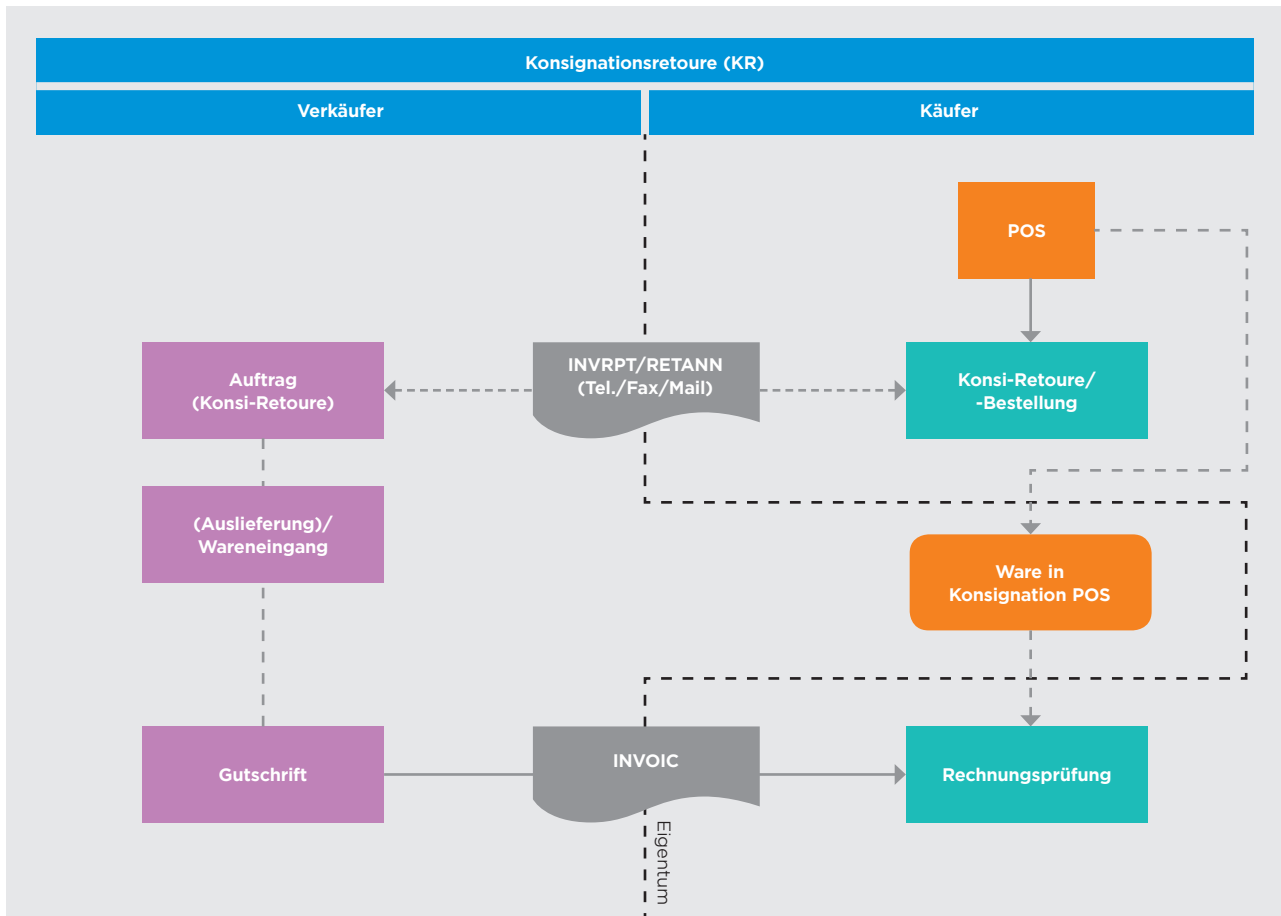 Konsignationsretoure (KR)
Verkäufer
Käufer
POS
Auftrag
(Konsi-Retoure)
INVRPT/RETANN
(Tel./Fax/Mail)
Konsi-Retoure/
-Bestellung
(Auslieferung)/
Wareneingang
Ware in
Konsignation POS
Gutschrift
INVOIC
Rechnungsprüfung
Eigentum